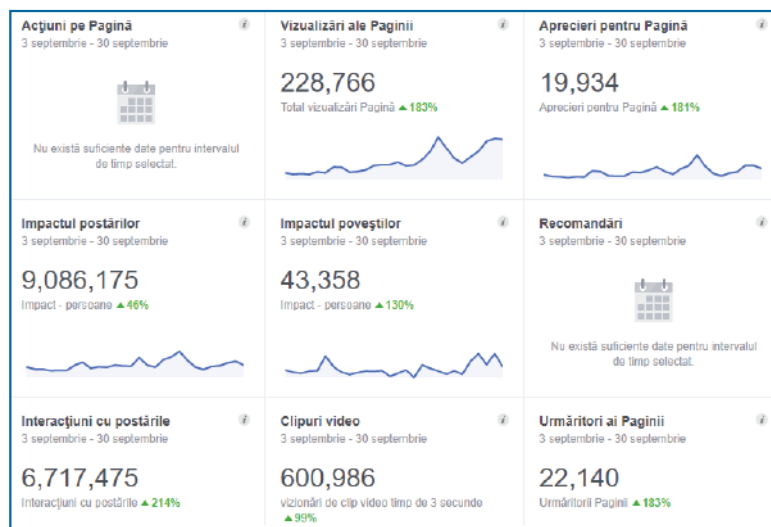 Acţiuni pe Pagină
3 septembrie - 30 septembrie
Nu există suficiente date pentru intervalul
de timp selectat.
Vizualizări ale Paginii
3 septembrie - 30 septembrie
228,766
Total vizualizări Pagină ▲ 183%
Aprecieri pentru Pagină
3 septembrie - 30 septembrie
19,934
Aprecieri pentru Pagină ▲ 181%
Impactul postărilor
3 septembrie - 30 septembrie
9,086,175
Impact - persoane ▲ 46%
Impactul poveştilor
3 septembrie - 30 septembrie
43,358
Impact - persoane ▲ 130%
Recomandări
3 septembrie - 30 septembrie
Nu există suficiente date pentru intervalul
de timp selectat.
Interacţiuni cu postările
3 septembrie - 30 septembrie
6,717,475
Interacţiuni cu postările ▲ 214%
Clipuri video
3 septembrie - 30 septembrie
600,986
vizionări de clip video timp de 3 secunde
▲ 99%
Urmăritori ai Paginii
3 septembrie - 30 septembrie
22,140
Urmăritorii Paginii ▲ 183%